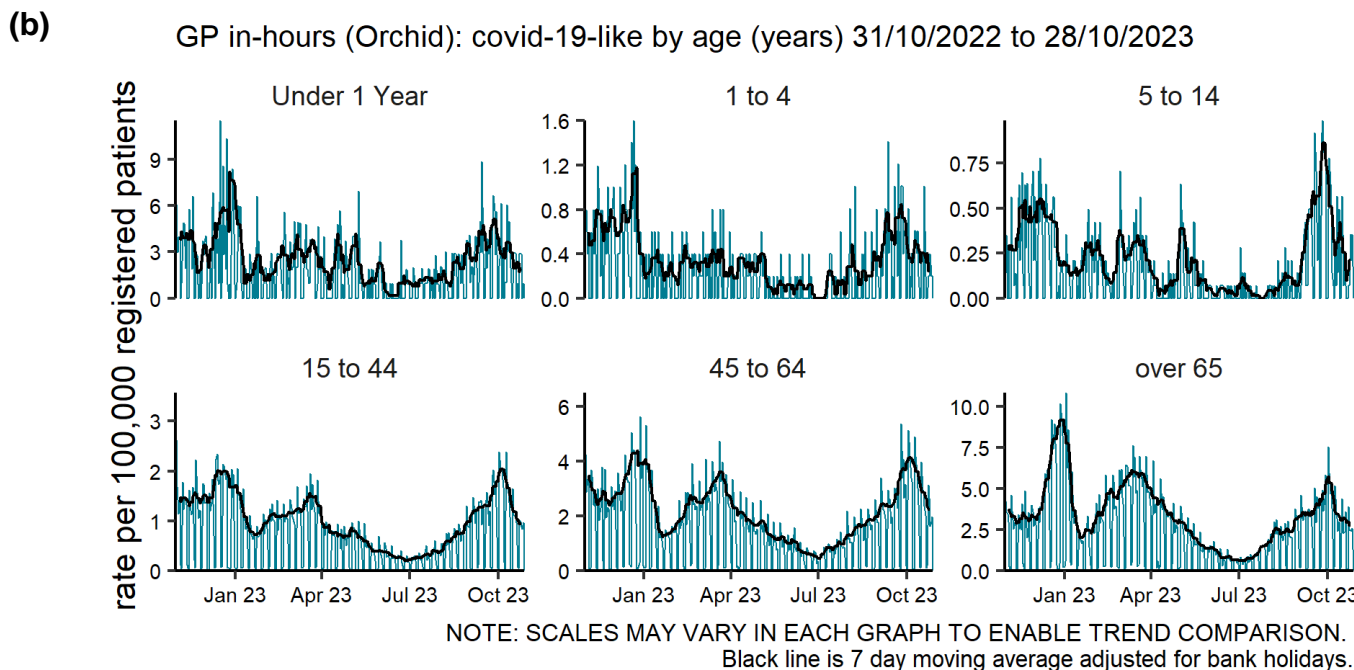 (b)
GP in-hours (Orchid): covid-19-like by age (years) 31/10/2022 to 28/10/2023
rate per 100,000 registered patients
Under 1 Year
9
6
3
0
1 to 4
1.6
1.2
0.8
0.4
0.0
5 to 14
0.75
0.50
0.25
0.00
15 to 44
3
2
1
0
Jan 23 Apr 23 Jul 23 Oct 23
45 to 64
6
4
2
0
Jan 23 Apr 23 Jul 23 Oct 23
over 65
10.0
7.5
5.0
2.5
0.0
Jan 23 Apr 23 Jul 23 Oct 23
NOTE: SCALES MAY VARY IN EACH GRAPH TO ENABLE TREND COMPARISON.
Black line is 7 day moving average adjusted for bank holidays.